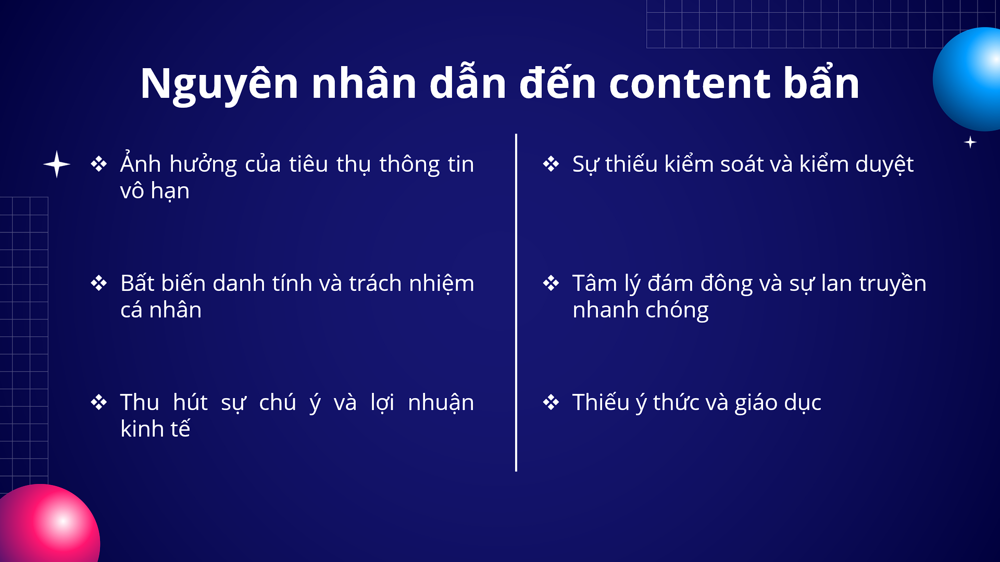 Nguyên nhân dẫn đến content bẩn
❖ Ảnh hưởng của tiêu thụ thông tin
vô hạn
❖ Bất biến danh tính và trách nhiệm
cá nhân
❖ Thu hút sự chú ý và lợi nhuận
kinh tế
❖ Sự thiếu kiểm soát và kiểm duyệt
❖ Tâm lý đám đông và sự lan truyền
nhanh chóng
❖ Thiếu ý thức và giáo dục